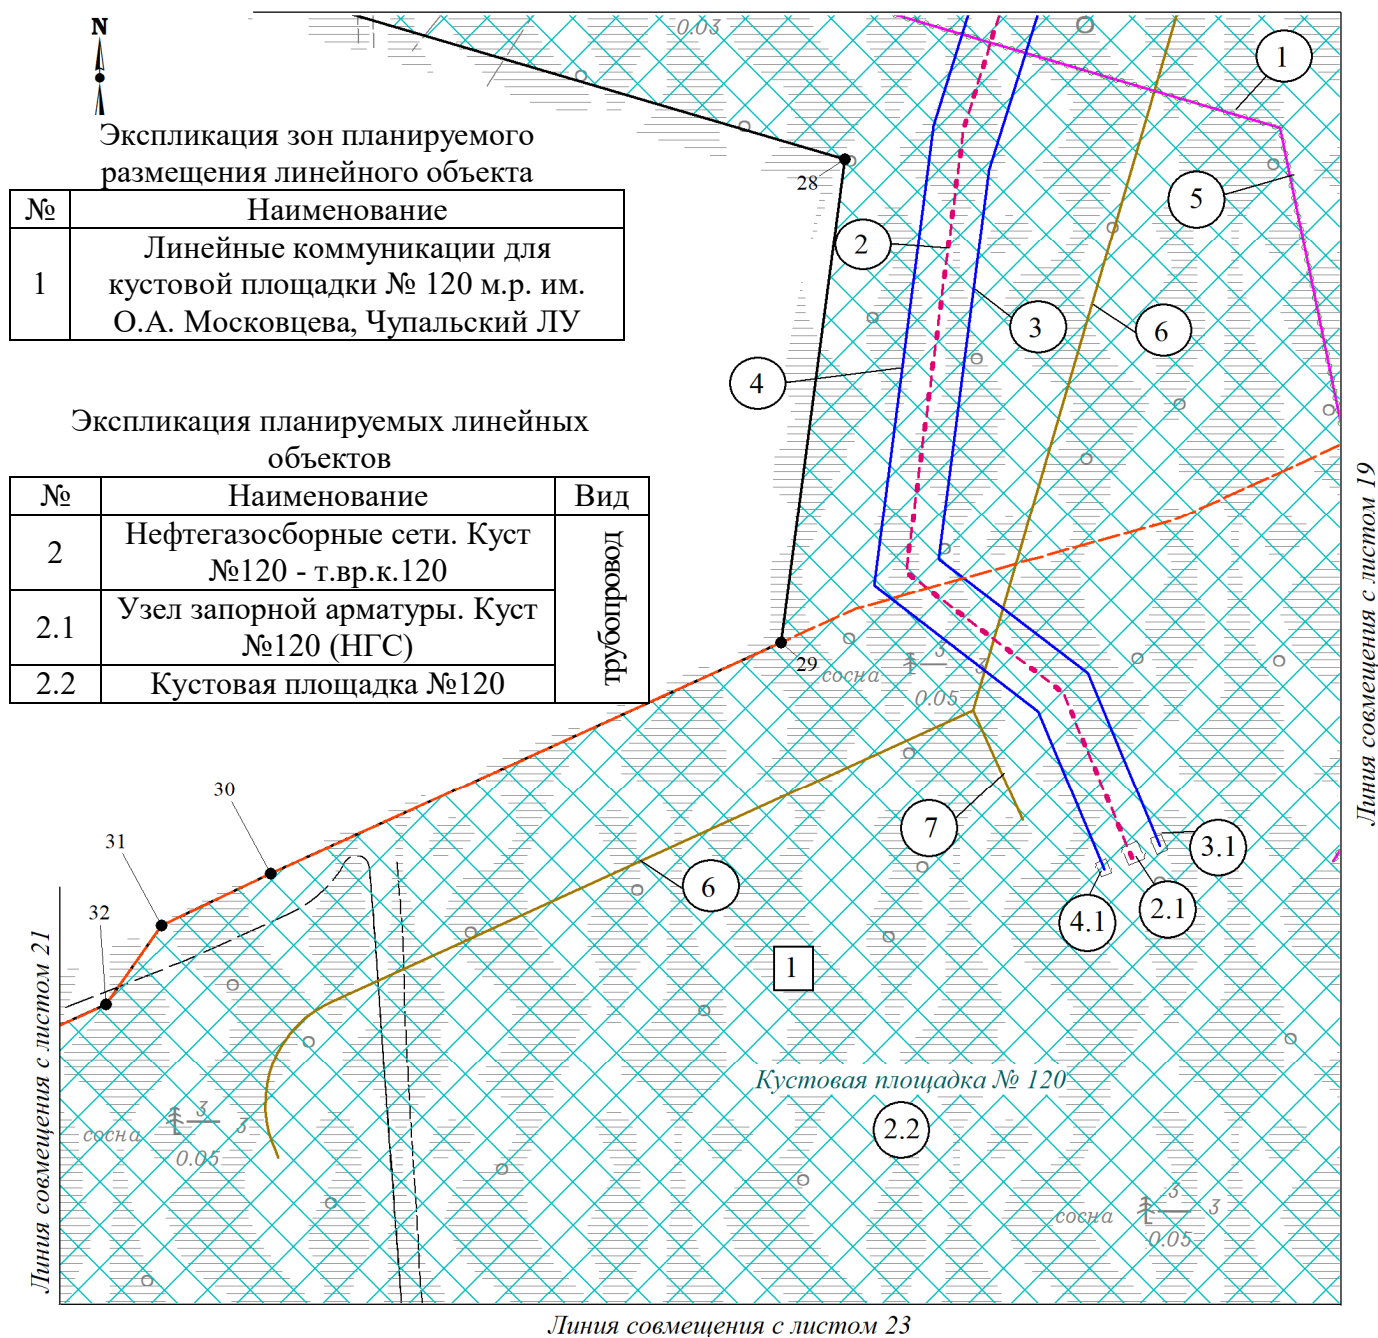 N
0.03
1
Экспликация зон планируемого
размещения линейного объекта
№ Наименование
1 Линейные коммуникации для
кустовой площадки № 120 м.р. им.
О.А. Московцева, Чупальский ЛУ
28
5
2
3
6
4
Экспликация планируемых линейных
объектов
№ Наименование Вид
2 Нефтегазосборные сети. Куст
№120 - т.вр.к.120
2.1 Узел запорной арматуры. Куст
№120 (НГС)
2.2 Кустовая площадка №120
трубопровод
Линия совмещения с листом 19
29
сосна 3 3
0.05
30
7
31
3.1
6
32
2.1
4.1
1
Линия совмещения с листом 21
Кустовая площадка № 120
2.2
сосна 3 3
0.05
сосна 3 3
0.05
Линия совмещения с листом 23